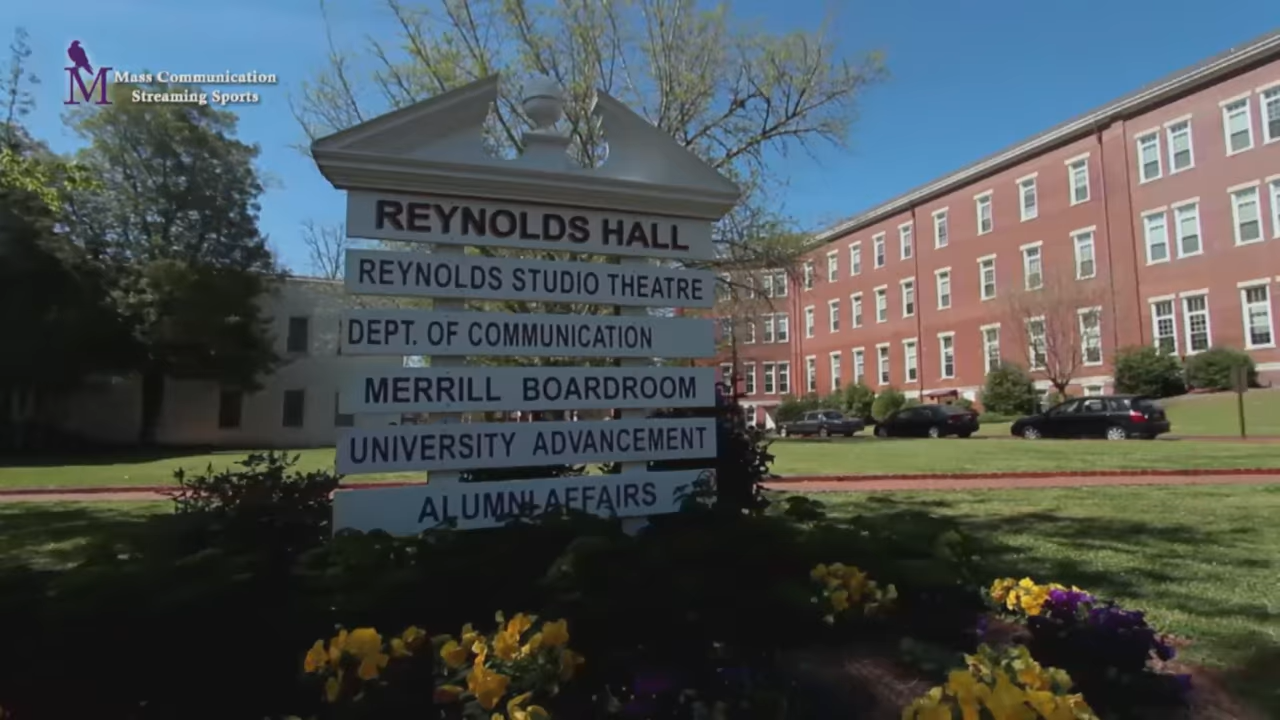 M Mass Communication
Streaming Sports
REYNOLDS HALL
REYNOLDS STUDIO THEATRE
DEPT. OF COMMUNICATION
MERRILL BOARDROOM
UNIVERSITY ADVANCEMENT
ALUMNI AFFAIRS